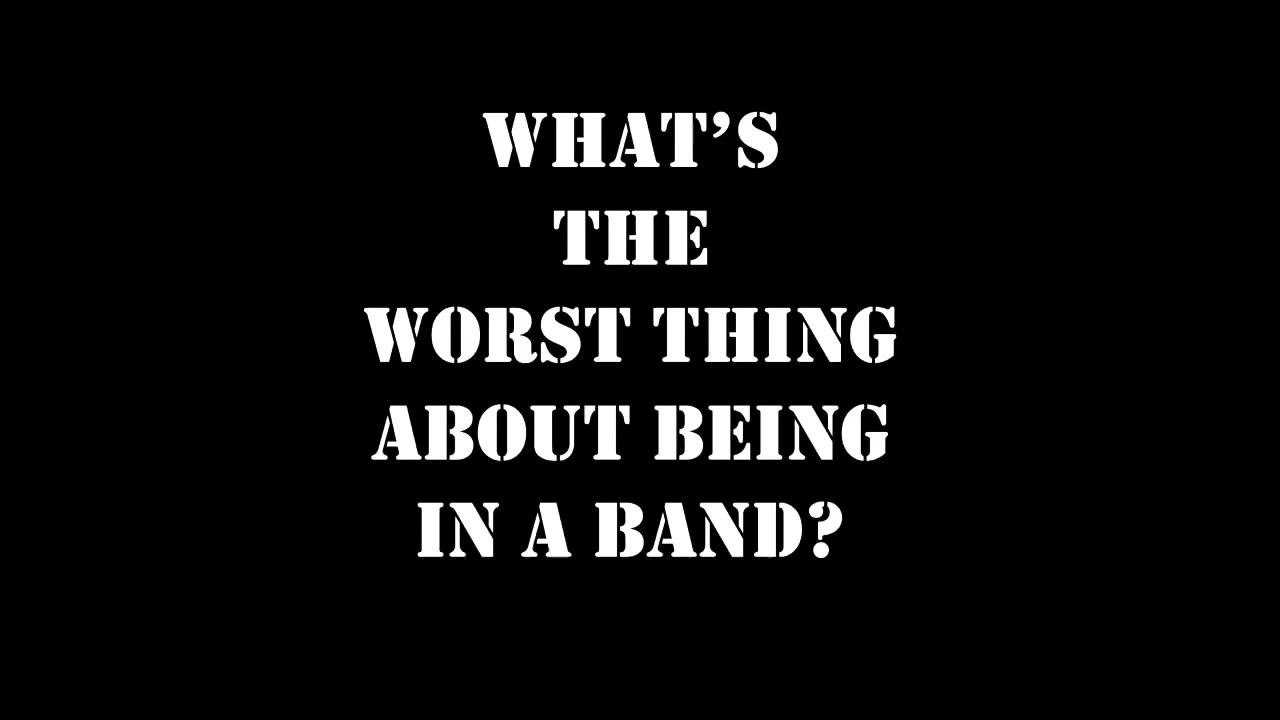 WHAT’S
THE
WORST THING
ABOUT BEING
IN A BAND?